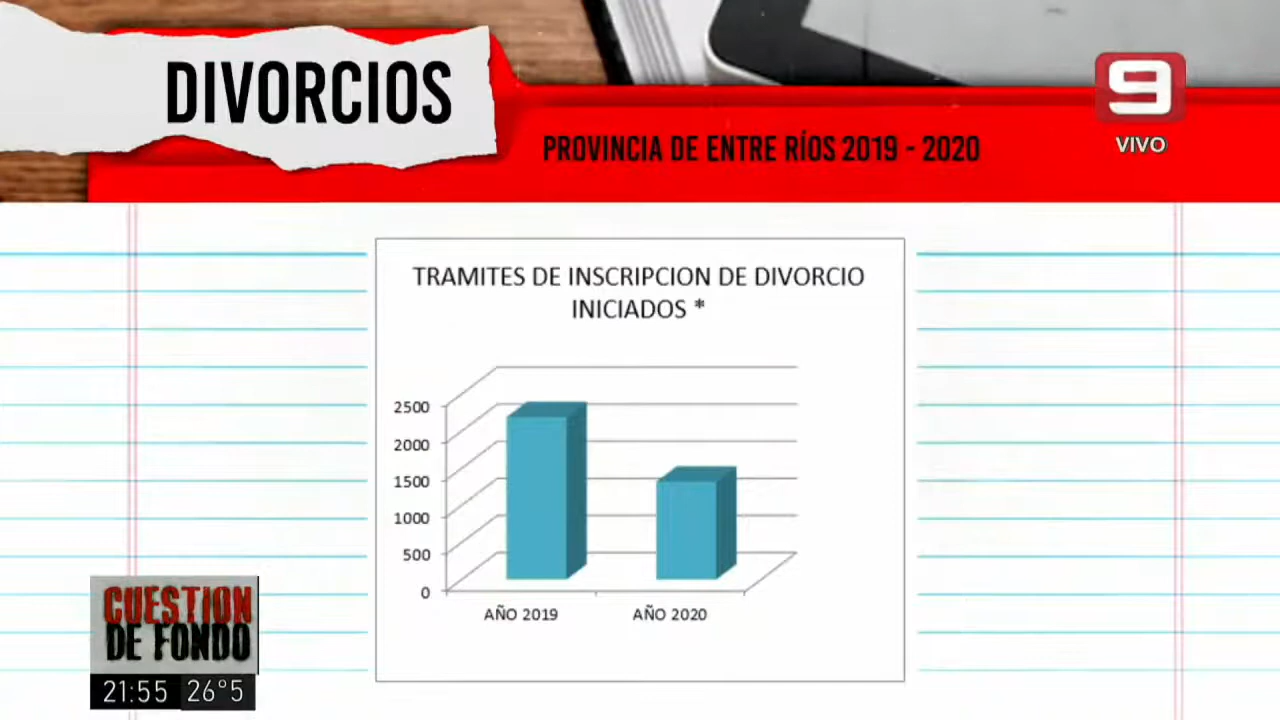 DIVORCIOS
PROVINCIA DE ENTRE RÍOS 2019 - 2020
9
VIVO
TRAMITES DE INSCRIPCION DE DIVORCIO
INICIADOS *
2500
2000
1500
1000
500
0
AÑO 2019
AÑO 2020
CUESTION
DE FONDO
21:55 26°5